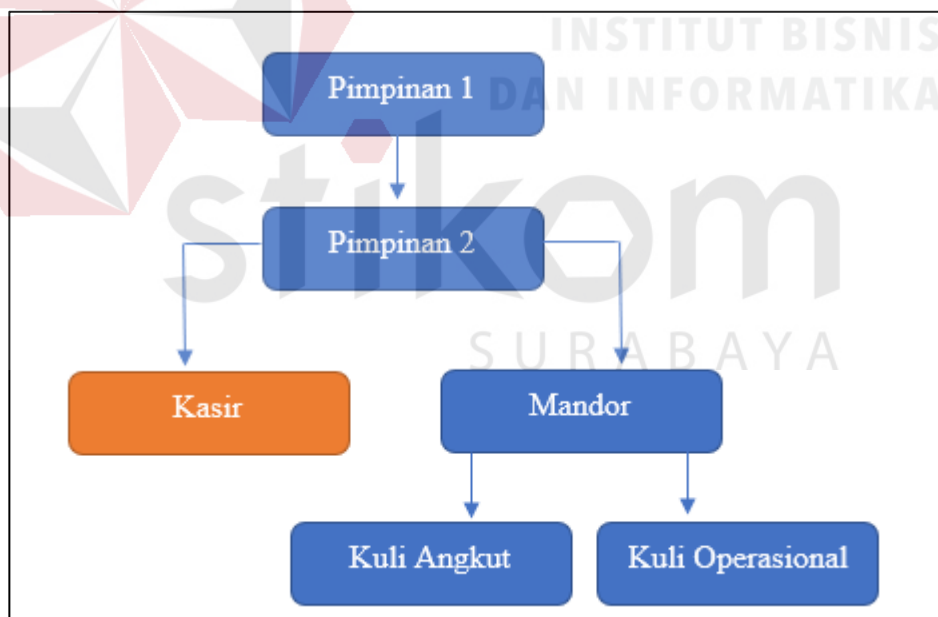 INSTITUT BISNIS
DAN INFORMATIKA
stikom
SURABAYA
Pimpinan 1
Pimpinan 2
Kasir
Mandor
Kuli Angkut
Kuli Operasional